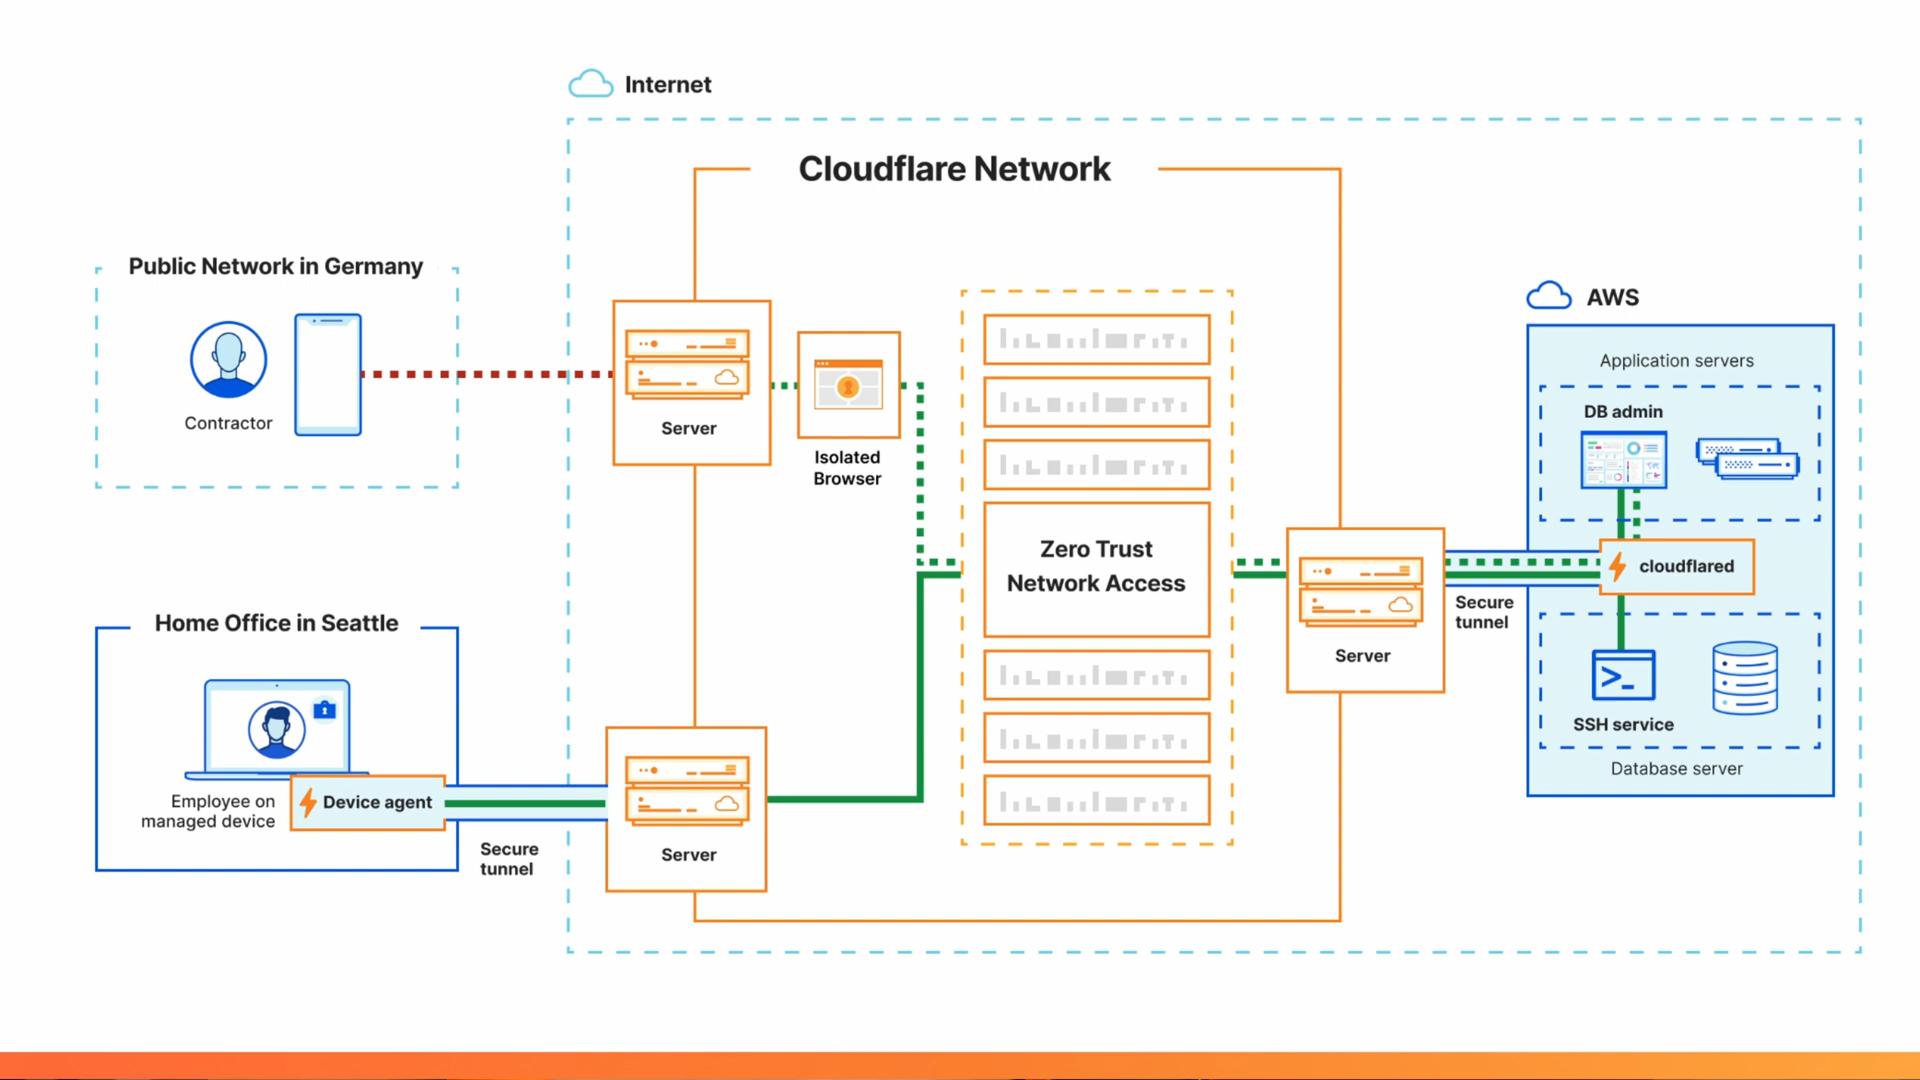 Internet
Cloudflare Network
Public Network in Germany
Contractor
Server
Isolated
Browser
Zero Trust
Network Access
Server
Secure
tunnel
AWS
Application servers
DB admin
cloudflared
SSH service
Database server
Home Office in Seattle
Employee on
managed device
Device agent
Secure
tunnel
Server